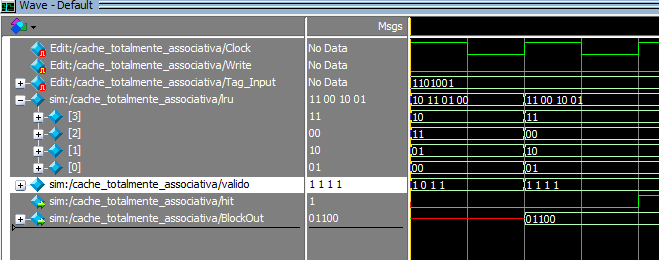 Wave - Default
Msgs
Edit:/cache_totalmente_associativa/Clock No Data
Edit:/cache_totalmente_associativa/Write No Data
Edit:/cache_totalmente_associativa/Tag_Input No Data 1101001
sim:/cache_totalmente_associativa/lru 11 00 10 01 10 11 01 00 11 00 10 01
[3] 11 10 11
[2] 00 11 00
[1] 10 01 10
[0] 01 00 01
sim:/cache_totalmente_associativa/valido 1 1 1 1 1 0 1 1 1 1 1 1
sim:/cache_totalmente_associativa/hit 1
sim:/cache_totalmente_associativa/BlockOut 01100 01100